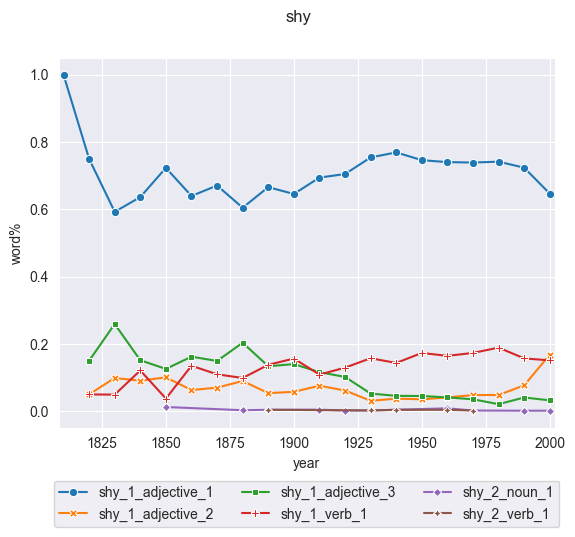 shy
1.0
0.8
0.6
0.4
0.2
0.0
word%
1825 1850 1875 1900 1925 1950 1975 2000
year
shy_1_adjective_1 shy_1_adjective_3 shy_2_noun_1
shy_1_adjective_2 shy_1_verb_1 shy_2_verb_1